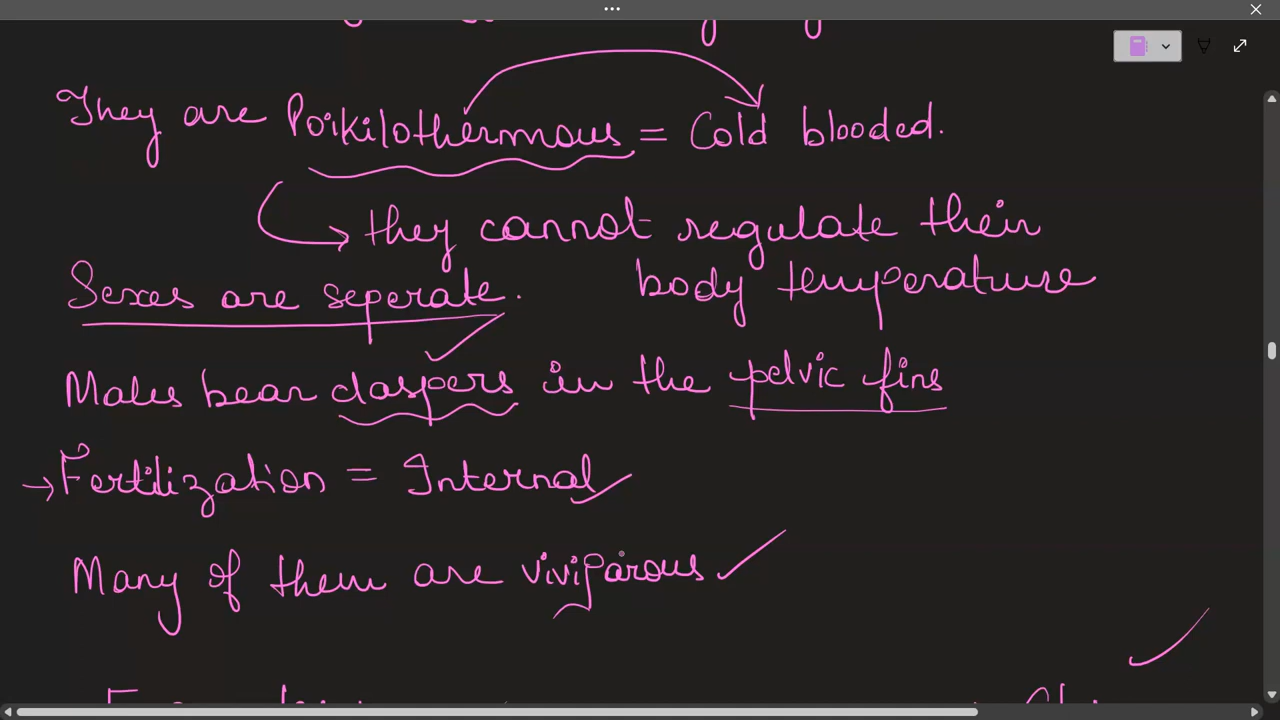 They are Poikilothermous = Cold blooded.
they cannot regulate their
body temperature
Sexes are seperate.
Males bear claspers in the pelvic fins
→ Fertilization = Internal
Many of them are viviparous